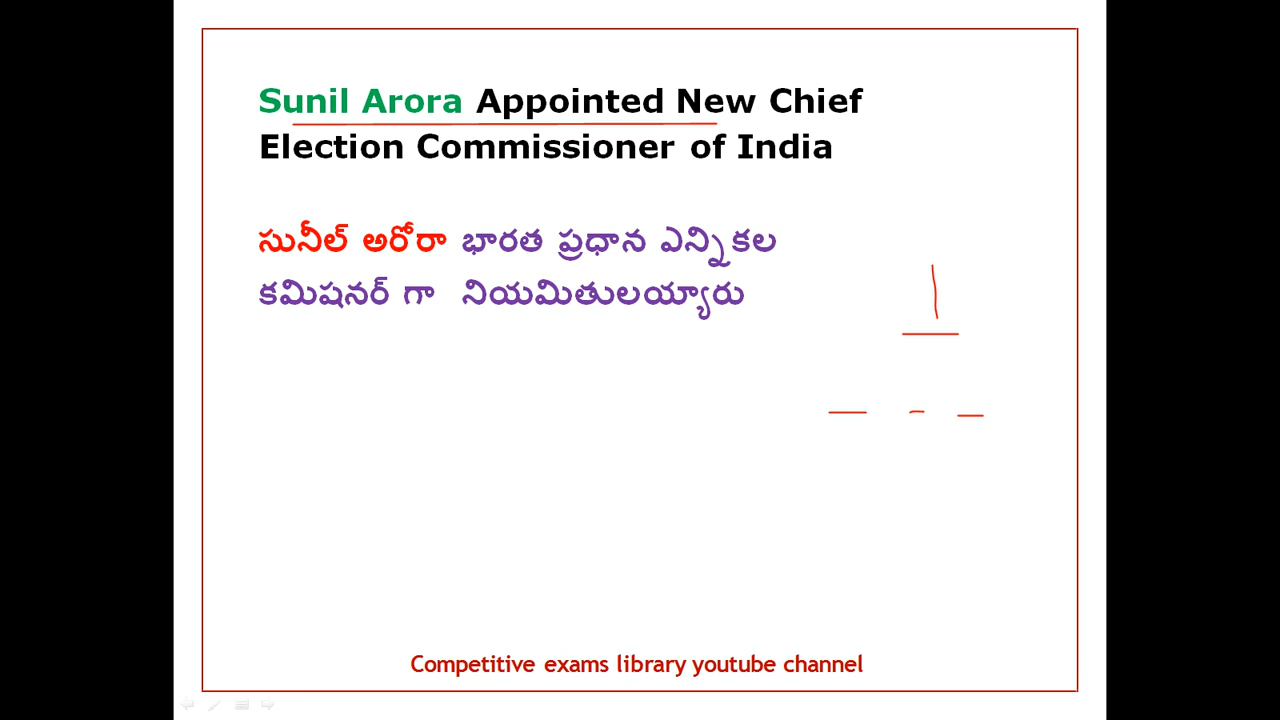 Sunil Arora Appointed New Chief
Election Commissioner of India
సునీల్ అరోరా భారత ప్రధాన ఎన్నికల
కమిషనర్ గా నియమితులయ్యారు
Competitive exams library youtube channel